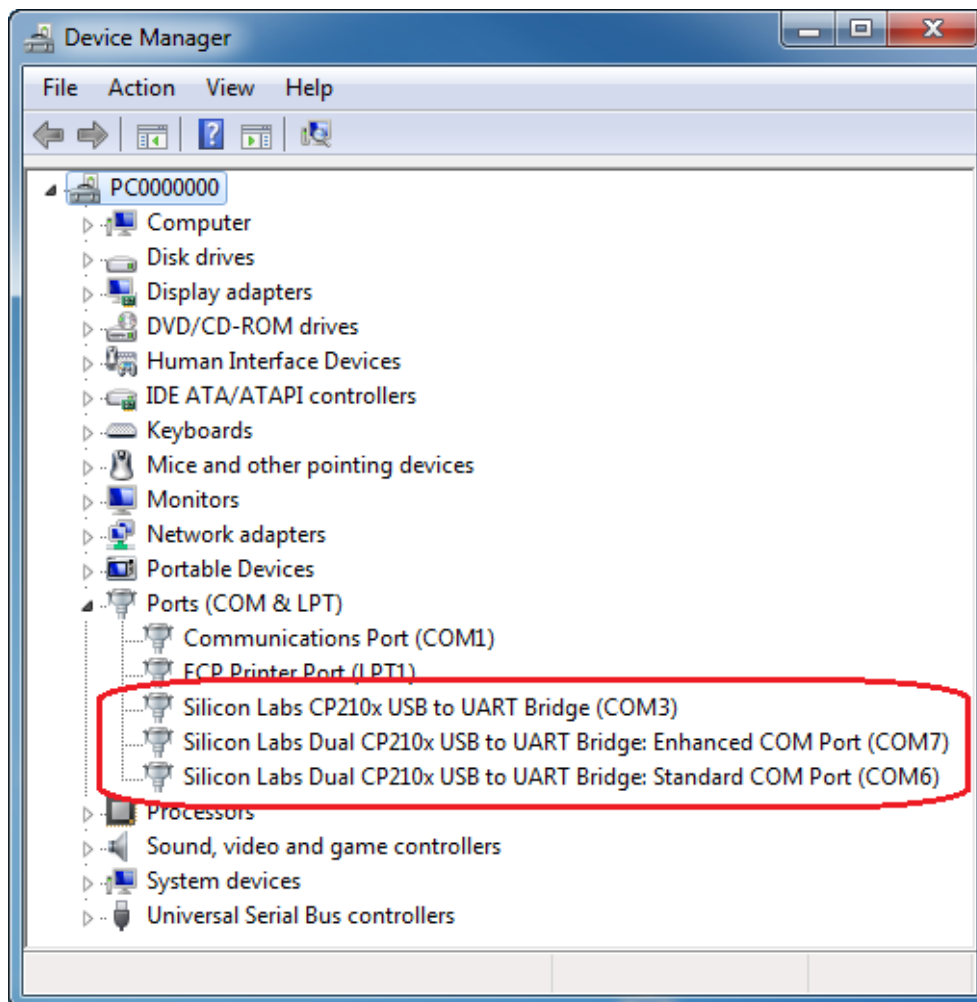 Device Manager
File Action View Help
PC0000000
Computer
Disk drives
Display adapters
DVD/CD-ROM drives
Human Interface Devices
IDE ATA/ATAPI controllers
Keyboards
Mice and other pointing devices
Monitors
Network adapters
Portable Devices
Ports (COM & LPT)
Communications Port (COM1)
ECP Printer Port (LPT1)
Silicon Labs CP210x USB to UART Bridge (COM3)
Silicon Labs Dual CP210x USB to UART Bridge: Enhanced COM Port (COM7)
Silicon Labs Dual CP210x USB to UART Bridge: Standard COM Port (COM6)
Processors
Sound, video and game controllers
System devices
Universal Serial Bus controllers